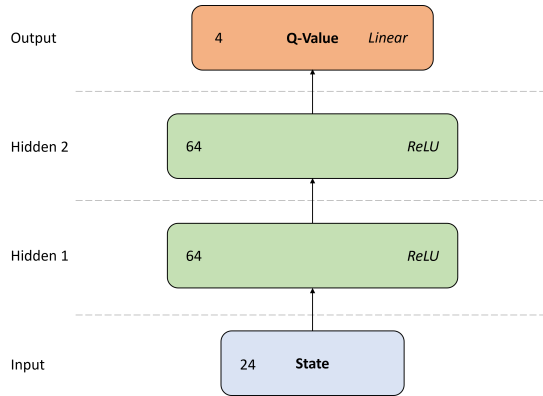 Output 4 Q-Value Linear
Hidden 2 64 ReLU
Hidden 1 64 ReLU
Input 24 State